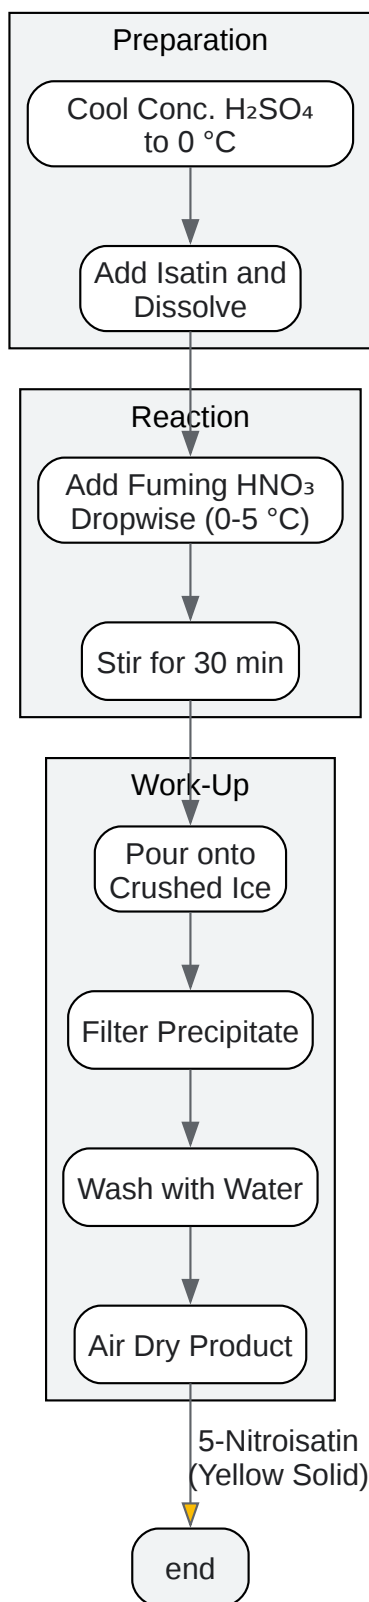 Preparation
Cool Conc. H₂SO₄
to 0 °C
Add Isatin and
Dissolve
Reaction
Add Fuming HNO₃
Dropwise (0-5 °C)
Stir for 30 min
Work-Up
Pour onto
Crushed Ice
Filter Precipitate
Wash with Water
Air Dry Product
5-Nitroisatin
(Yellow Solid)
end